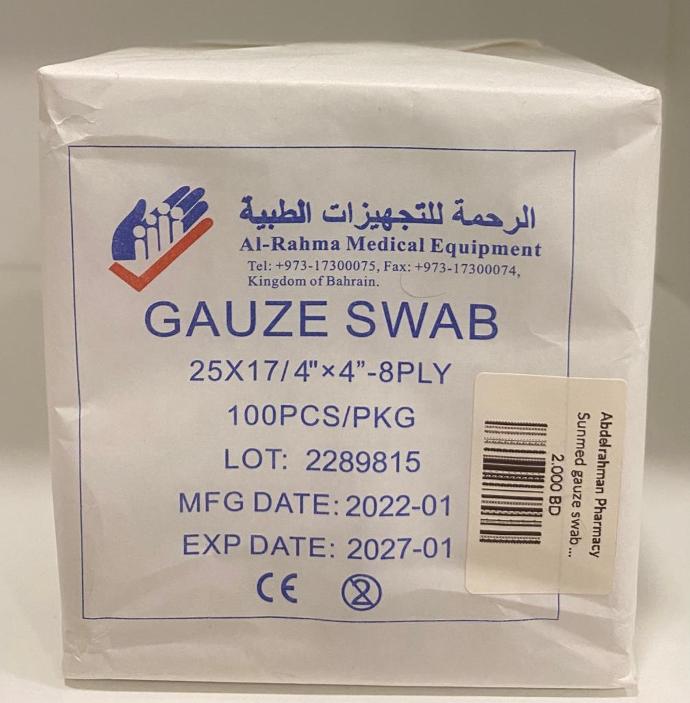 الرحمة للتجهيزات الطبية
Al-Rahma Medical Equipment
Tel: +973-17300075, Fax: +973-17300074,
Kingdom of Bahrain.
GAUZE SWAB
25X17/4"×4”-8PLY
100PCS/PKG
LOT: 2289815
MFG DATE: 2022-01
EXP DATE: 2027-01
CE 2
Abdelrahman Pharmacy
Sunmed gauze swab...
2.000 BD